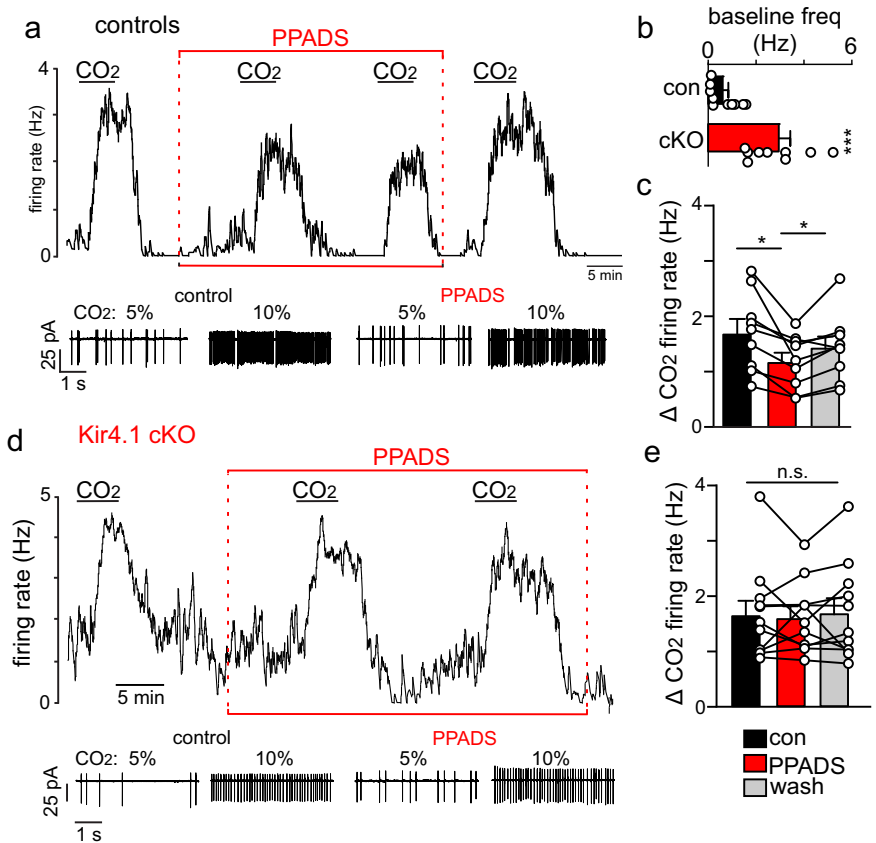 a
controls
PPADS
CO2
CO2
CO2
CO2
4
firing rate (Hz)
0
5 min
control
PPADS
CO2: 5%
10%
5%
10%
25 pA
1 s
b
baseline freq
(Hz)
0
6
con
cKO
***
c
4
Δ CO2 firing rate (Hz)
2
0
*
*
d
Kir4.1 cKO
PPADS
CO2
CO2
CO2
5
firing rate (Hz)
0
5 min
control
PPADS
CO2: 5%
10%
5%
10%
25 pA
1 s
e
4
n.s.
Δ CO2 firing rate (Hz)
2
0
con
PPADS
wash